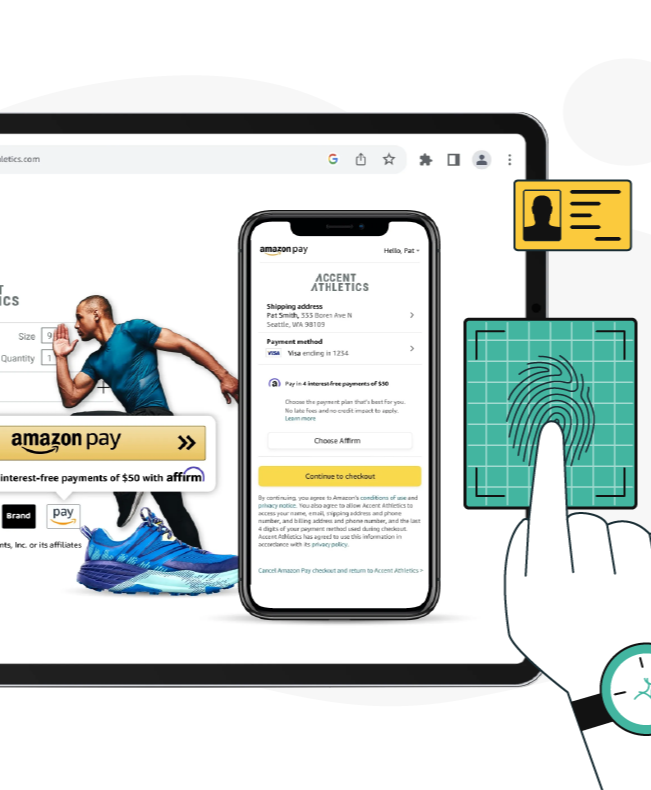 letics.com
amazon pay
Hello, Pat
ACCENT
ATHLETICS
Shipping address
Pat Smith, 555 Boren Ave N
Seattle, WA 98109
Payment method
VISA Visa ending in 1234
a Pay in 4 interest-free payments of $50
Choose the payment plan that's best for you.
No late fees and no credit impact to apply.
Learn more
Choose Affirm
Continue to checkout
By continuing, you agree to Amazon's conditions of use and
privacy notice. You also agree to allow Accent Athletics to
access your name, email, shipping address and phone
number, and billing address and phone number, and the last
4 digits of your payment method used during checkout.
Accent Athletics has agreed to use this information in
accordance with its privacy policy.
Cancel Amazon Pay checkout and return to Accent Athletics >
T
ICS
Size 9
Quantity 1
amazon pay
interest-free payments of $50 with affirm
Brand
pay
nts, Inc. or its affiliates